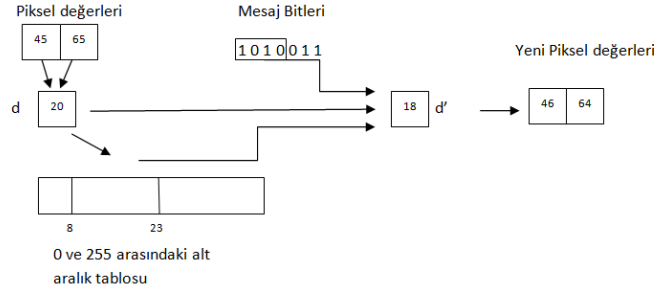 Piksel değerleri
45 65
Mesaj Bitleri
1 0 1 0 0 1 1
Yeni Piksel değerleri
d 20
18 d'
46 64
8 23
0 ve 255 arasındaki alt
aralık tablosu